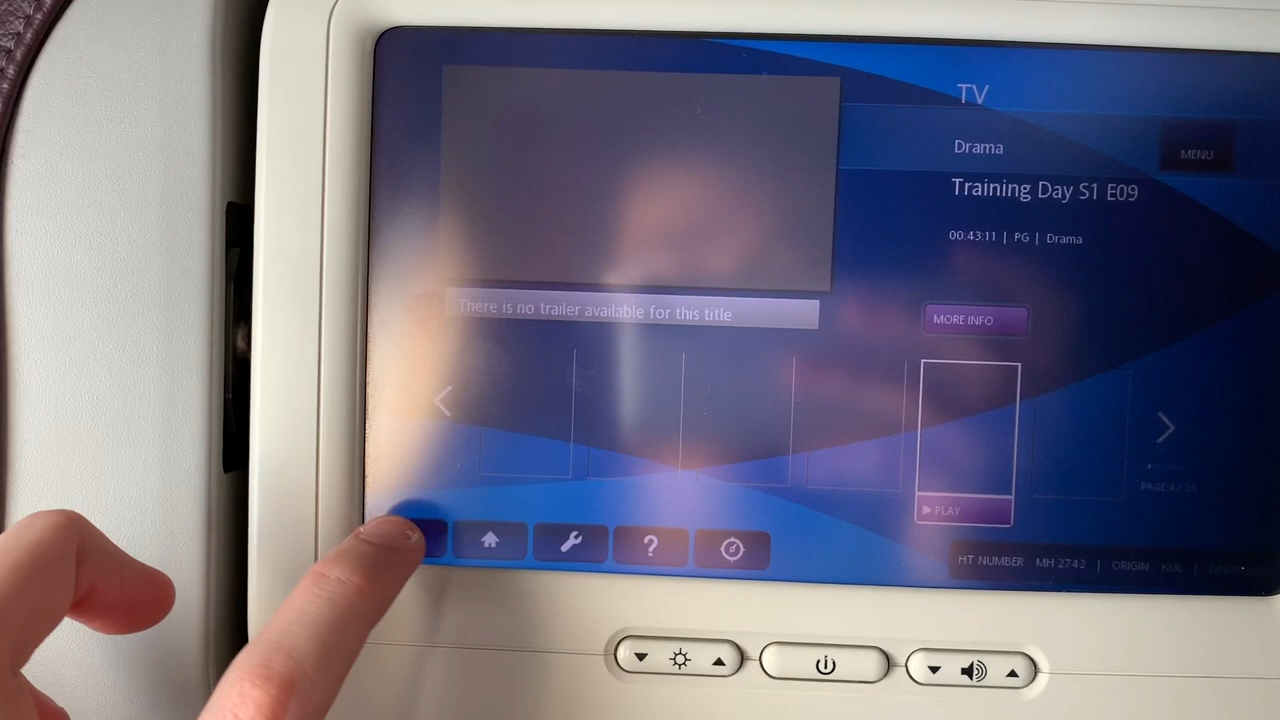 TV
Drama
MENU
Training Day S1 E09
00:43:11 | PG | Drama
There is no trailer available for this title
MORE INFO
PLAY
HT NUMBER MH 2742 | ORIGIN KUL |
?